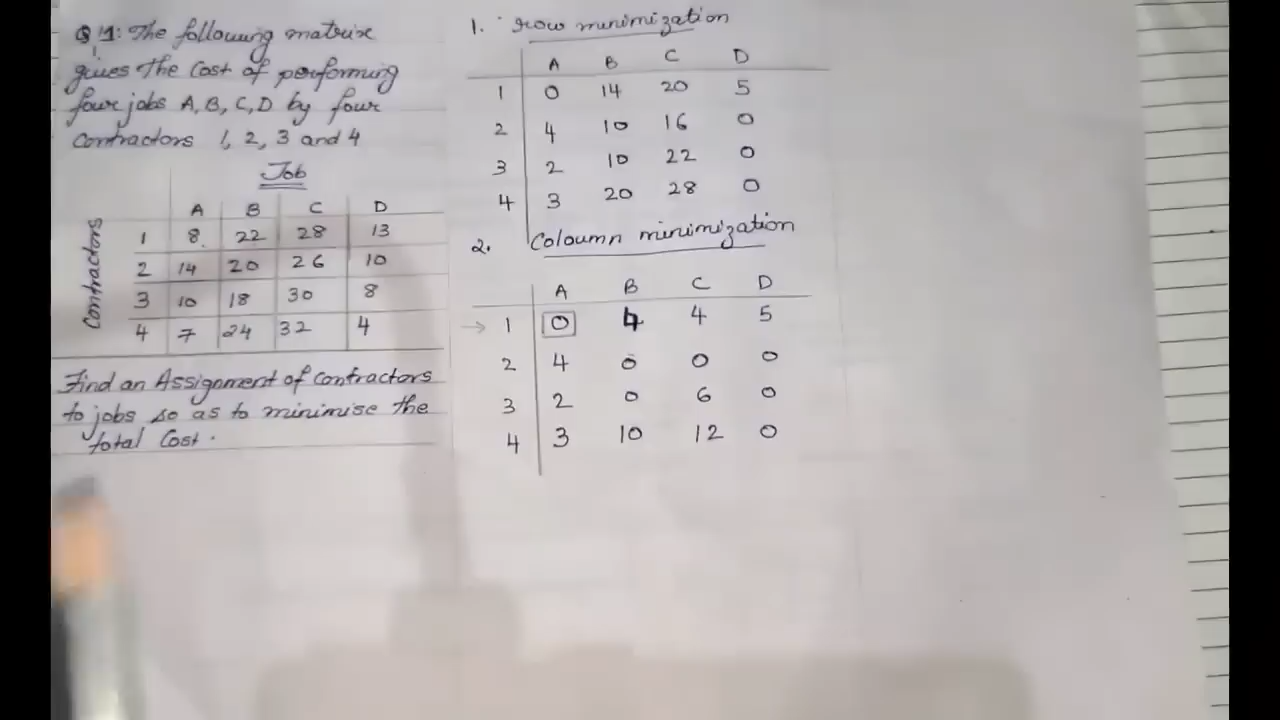 Q 1: The following matrix
gives the cost of performing
four jobs A, B, C, D by four
Contractors 1, 2, 3 and 4
Job
Contractors
A B C D
1 8 22 28 13
2 14 20 26 10
3 10 18 30 8
4 7 24 32 4
Find an Assignment of contractors
to jobs so as to minimise the
total cost.
1. row minimization
A B C D
1 0 14 20 5
2 4 10 16 0
3 2 10 22 0
4 3 20 28 0
2. Coloumn minimization
A B C D
→ 1 0 4 4 5
2 4 0 0 0
3 2 0 6 0
4 3 10 12 0